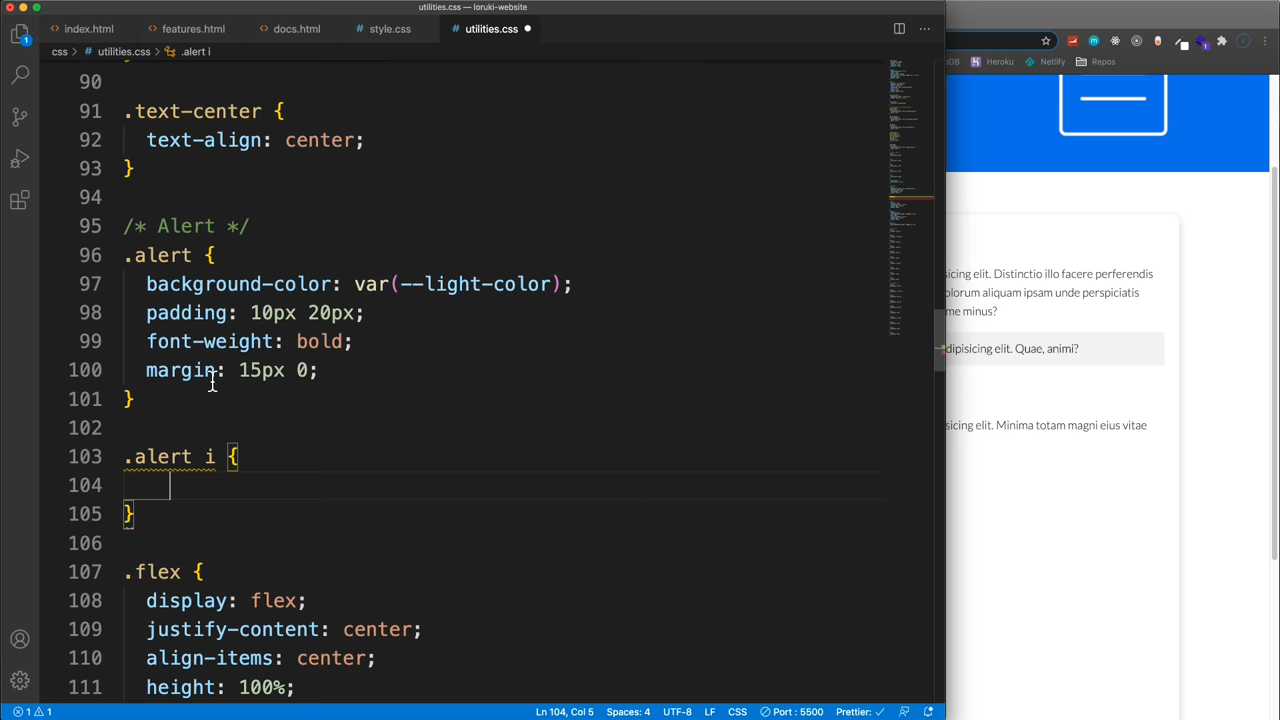 utilities.css — loruki-website
index.html features.html docs.html style.css utilities.css
css > # utilities.css > .alert i
DB Heroku Netlify Repos
90
91 .text-center {
92 text-align: center;
93 }
94
95 /* Alert */
96 .alert {
97 background-color: var(--light-color);
98 padding: 10px 20px;
99 font-weight: bold;
100 margin: 15px 0;
101 }
102
103 .alert i {
104
105 }
106
107 .flex {
108 display: flex;
109 justify-content: center;
110 align-items: center;
111 height: 100%;
sicing elit. Distinctio illo facere perferendis
olorum aliquam ipsam unde perspiciatis
me minus?
dipisicing elit. Quae, animi?
sicing elit. Minima totam magni eius vitae
1 1 Ln 104, Col 5 Spaces: 4 UTF-8 LF CSS Port : 5500 Prettier: ✓